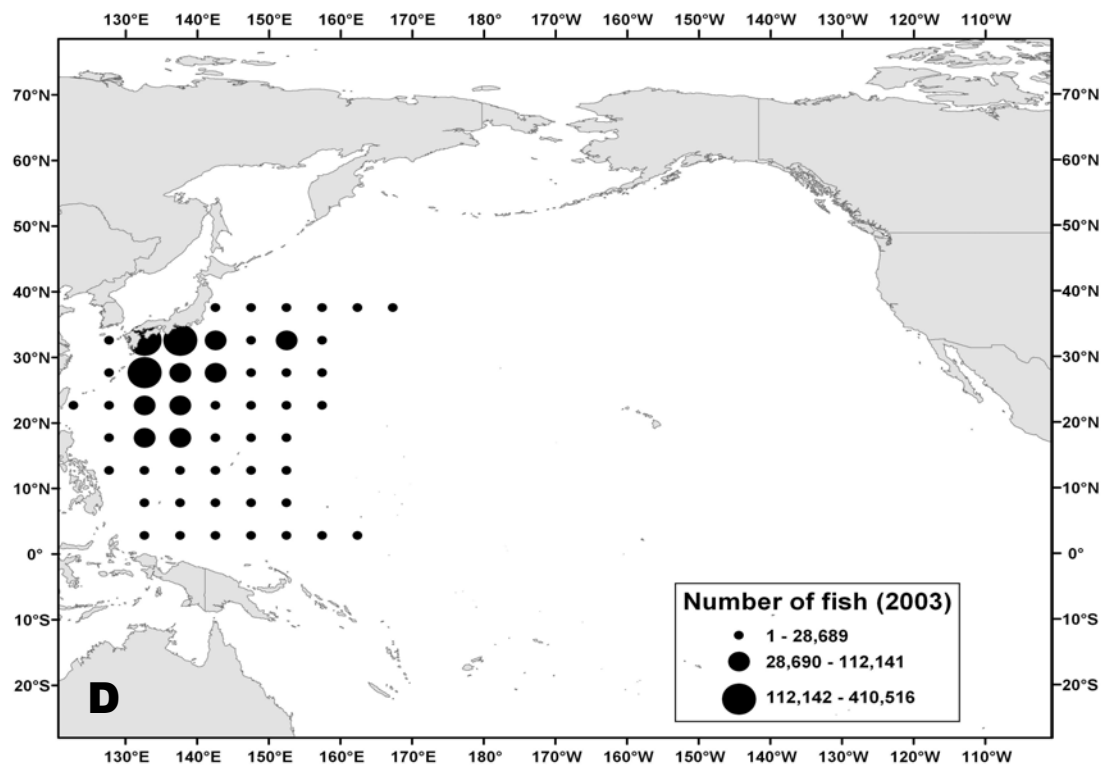 130°E 140°E 150°E 160°E 170°E 180° 170°W 160°W 150°W 140°W 130°W 120°W 110°W
70°N 70°N
60°N 60°N
50°N 50°N
40°N 40°N
30°N 30°N
20°N 20°N
10°N 10°N
0° 0°
10°S 10°S
20°S 20°S
Number of fish (2003)
1 - 28,689
28,690 - 112,141
112,142 - 410,516
D
130°E 140°E 150°E 160°E 170°E 180° 170°W 160°W 150°W 140°W 130°W 120°W 110°W